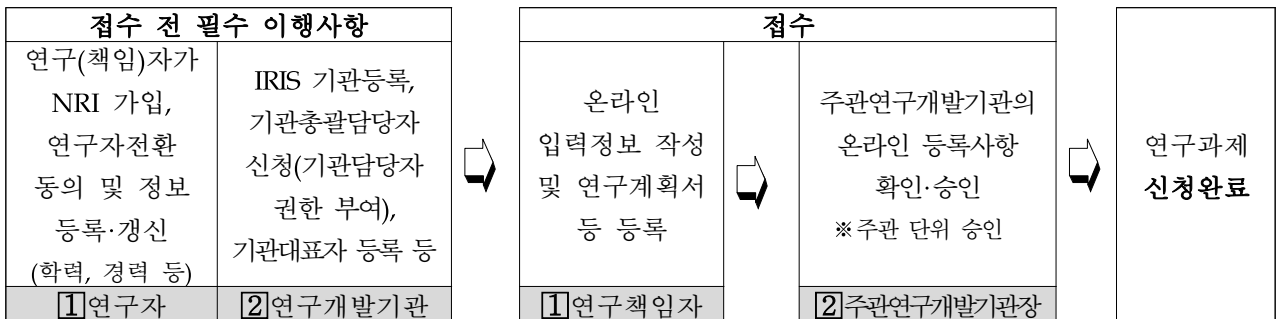 접수 전 필수 이행사항
연구(책임)자가
NRI 가입,
연구자전환
동의 및 정보
등록·갱신
(학력, 경력 등)
1연구자
IRIS 기관등록,
기관총괄담당자
신청(기관담당자
권한 부여),
기관대표자 등록 등
2연구개발기관
접수
온라인
입력정보 작성
및 연구계획서
등 등록
1연구책임자
주관연구개발기관의
온라인 등록사항
확인·승인
※주관 단위 승인
2주관연구개발기관장
연구과제
신청완료